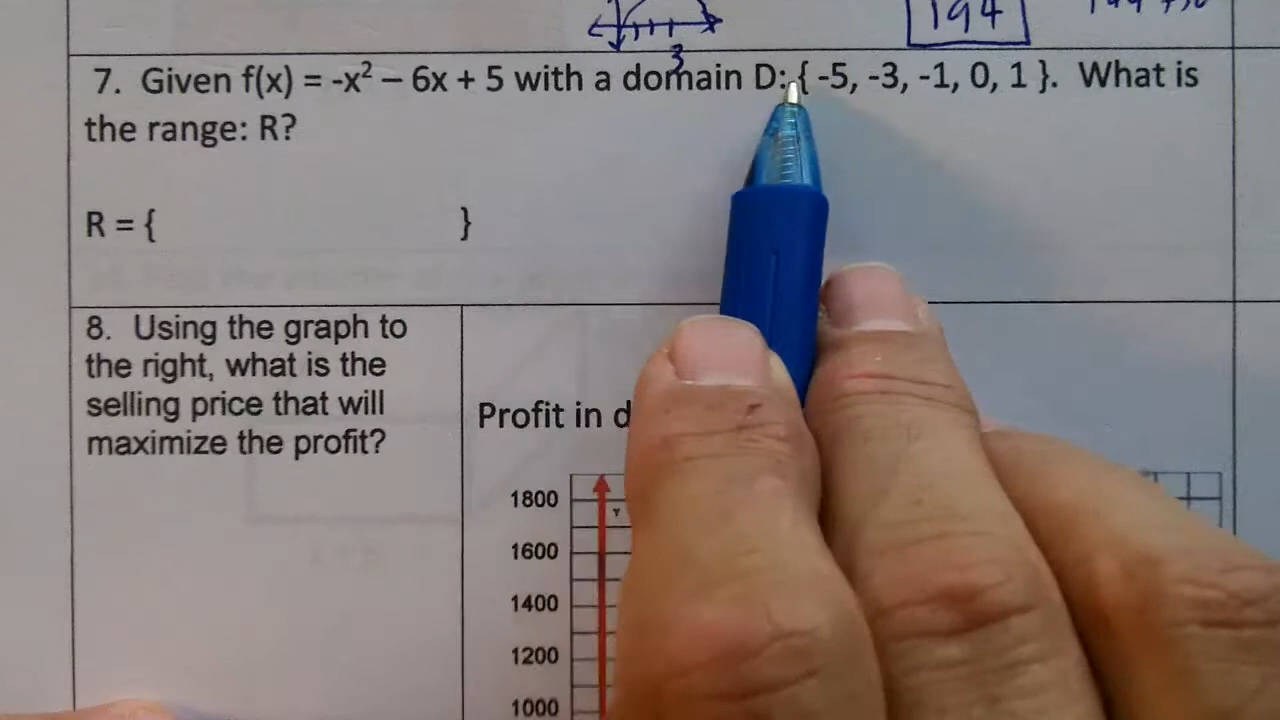 3
194
7. Given f(x) = -x² – 6x + 5 with a domain D: { -5, -3, -1, 0, 1 }. What is
the range: R?
R = { }
8. Using the graph to
the right, what is the
selling price that will
maximize the profit?
Profit in
1800
Y
1600
1400
1200
1000